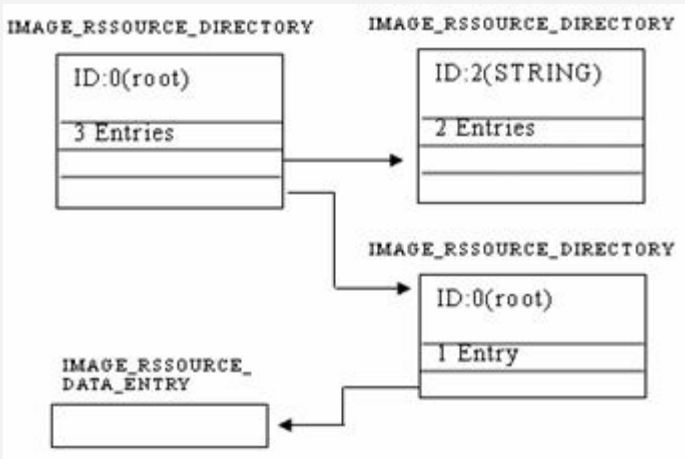 IMAGE_RSSOURCE_DIRECTORY
ID:0(root)
3 Entries
IMAGE_RSSOURCE_DIRECTORY
ID:2(STRING)
2 Entries
IMAGE_RSSOURCE_DIRECTORY
ID:0(root)
1 Entry
IMAGE_RSSOURCE_
DATA_ENTRY